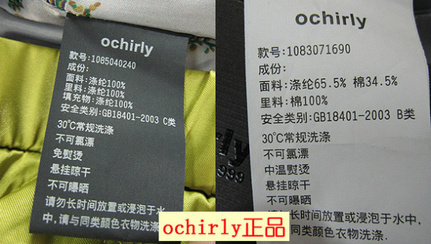 ochirly
款号:1085040240
成份:
面料:涤纶100%
里料:涤纶100%
填充物:涤纶100%
安全类别:GB18401-2003 C类
30℃常规洗涤
不可氯漂
免熨烫
悬挂晾干
不可曝晒
请勿长时间放置或浸泡于水
中.请与同类颜色衣物洗涤.
ochirly
款号:1083071690
成份:
面料:涤纶65.5% 棉34.5%
里料:棉100%
安全类别:GB18401-2003 B类
30℃常规洗涤
不可氯漂
中温熨烫
悬挂晾干
不可曝晒
请勿长时间放置或浸泡于水
中,请与同类颜色衣物洗涤.
rly
999
ochirly正品